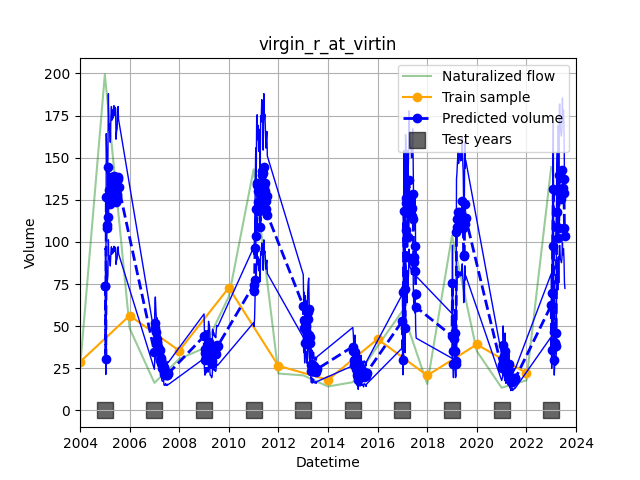 virgin_r_at_virtin
Naturalized flow
Train sample
Predicted volume
Test years
200
175
150
125
100
75
50
25
0
Volume
2004 2006 2008 2010 2012 2014 2016 2018 2020 2022 2024
Datetime